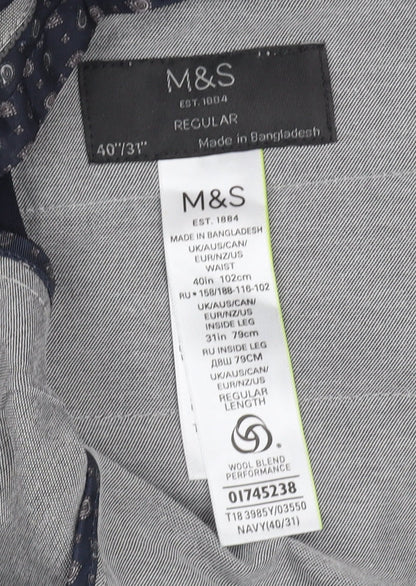 M&S
EST. 1884
REGULAR
40"/31" Made in Bangladesh
M&S
EST. 1884
MADE IN BANGLADESH
UK/AUS/CAN/
EUR/NZ/US
WAIST
40in 102cm
RU • 158/188-116-102
UK/AUS/CAN/
EUR/NZ/US
INSIDE LEG
31in 79cm
RU INSIDE LEG
ДВШ 79CM
UK/AUS/CAN/
EUR/NZ/US
REGULAR
LENGTH
WOOL BLEND
PERFORMANCE
01745238
T18 3985Y/03550
NAVY(40/31)